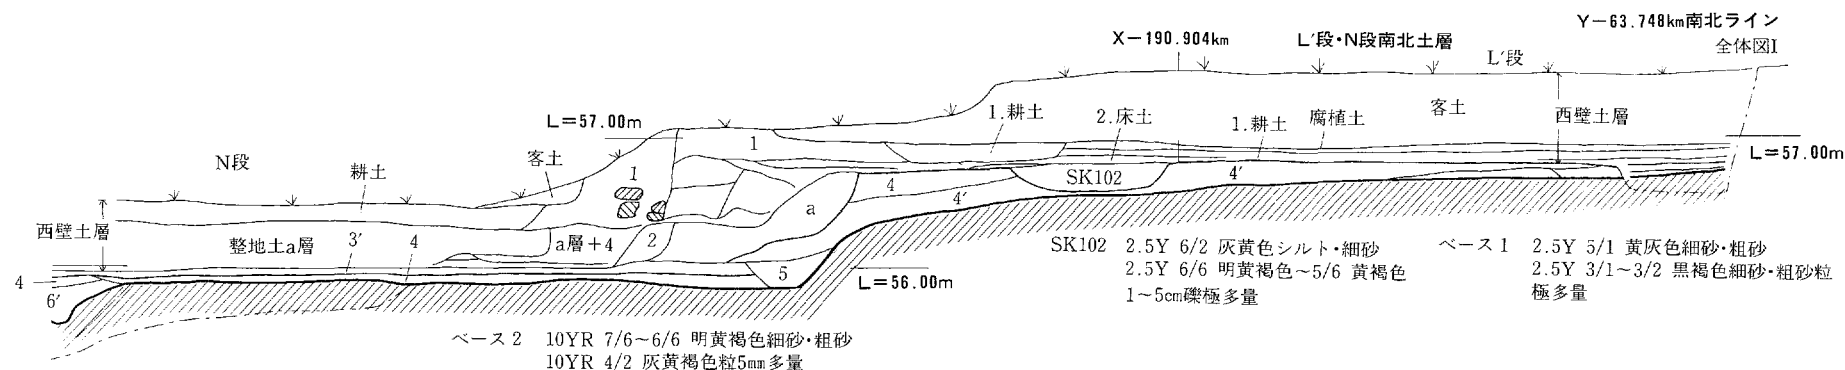 Y－63.748km南北ライン
X－190.904km
L′段・N段南北土層
全体図I
L′段
L＝57.00m
1.耕土
2.床土
1.耕土
腐植土
客土
西壁土層
L＝57.00m
N段
耕土
客土
1
1
SK102
4′
4
4′
a
西壁土層
整地土a層
3′
4
a層＋4
2
5
4
6′
L＝56.00m
SK102 2.5Y 6/2 灰黄色シルト・細砂
2.5Y 6/6 明黄褐色～5/6 黄褐色
1～5cm礫極多量
ベース1 2.5Y 5/1 黄灰色細砂・粗砂
2.5Y 3/1～3/2 黒褐色細砂・粗砂粒
極多量
ベース2 10YR 7/6～6/6 明黄褐色細砂・粗砂
10YR 4/2 灰黄褐色粒5mm多量